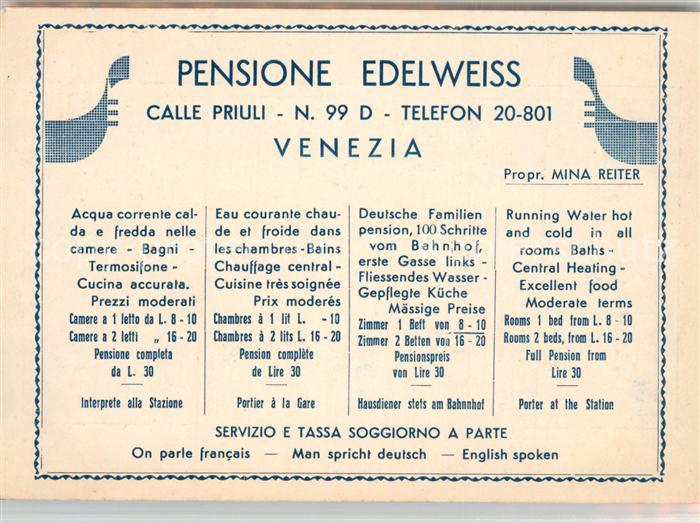 PENSIONE EDELWEISS
CALLE PRIULI - N. 99 D - TELEFON 20-801
VENEZIA
Propr. MINA REITER
Acqua corrente cal-
da e fredda nelle
camere - Bagni -
Termosifone -
Cucina accurata.
Prezzi moderati
Camere a 1 letto da L. 8 - 10
Camere a 2 letti „ 16 - 20
Pensione completa
da L. 30
Interprete alla Stazione
Eau courante chau-
de et froide dans
les chambres - Bains
Chauffage central -
Cuisine très soignée
Prix modérés
Chambres à 1 lit L. - 10
Chambres à 2 lits L. 16 - 20
Pension complète
de Lire 30
Portier à la Gare
Deutsche Familien
pension, 100 Schritte
vom Bahnhof,
erste Gasse links -
Fliessendes Wasser -
Gepflegte Küche
Mässige Preise
Zimmer 1 Bett von 8 - 10
Zimmer 2 Betten von 16 - 20
Pensionspreis
von Lire 30
Hausdiener stets am Bahnhof
Running Water hot
and cold in all
rooms Baths -
Central Heating -
Excellent food
Moderate terms
Rooms 1 bed from L. 8 - 10
Rooms 2 beds, from L. 16 - 20
Full Pension from
Lire 30
Porter at the Station
SERVIZIO E TASSA SOGGIORNO A PARTE
On parle français — Man spricht deutsch — English spoken